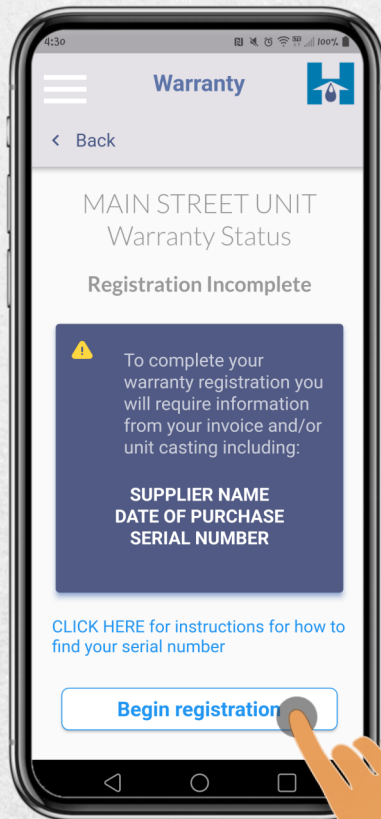 4:30
100%
Warranty
H
< Back
MAIN STREET UNIT
Warranty Status
Registration Incomplete
To complete your
warranty registration you
will require information
from your invoice and/or
unit casting including:
SUPPLIER NAME
DATE OF PURCHASE
SERIAL NUMBER
CLICK HERE for instructions for how to
find your serial number
Begin registration